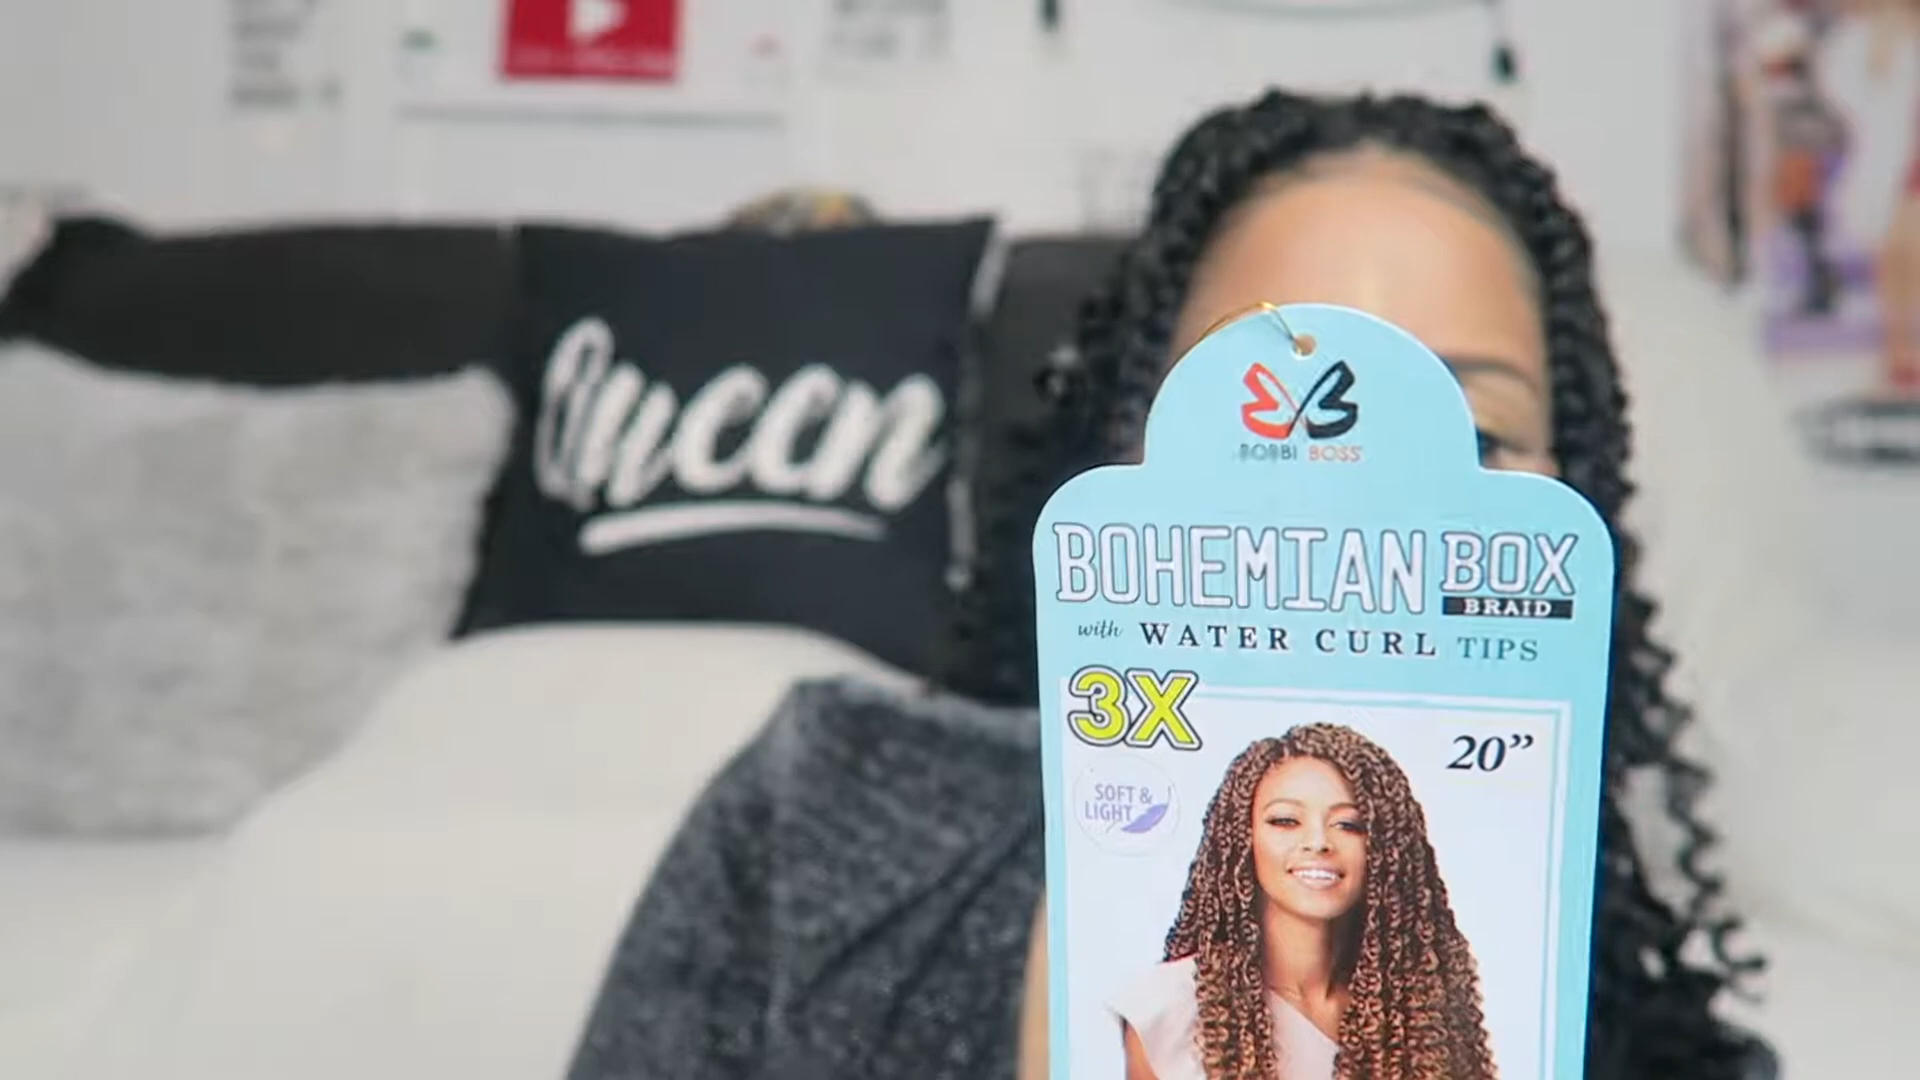 Queen
BOBBI BOSS
BOHEMIAN BOX
BRAID
with WATER CURL TIPS
3X
20”
SOFT &
LIGHT